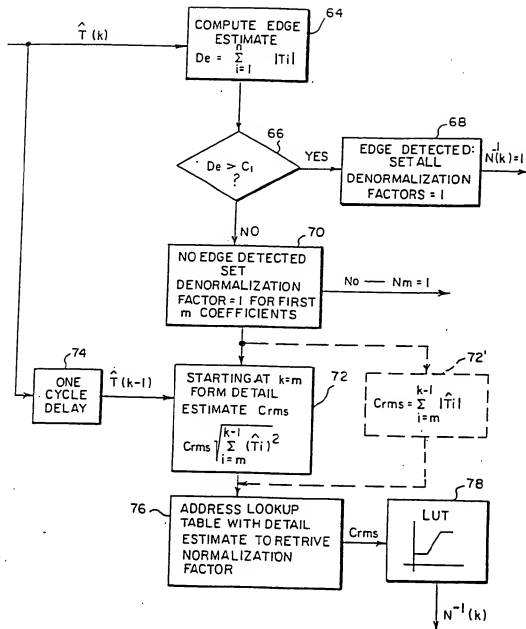 64
COMPUTE EDGE
ESTIMATE
De = n Σ i=1 |Ti|
T̂ (k)
66
De > C1
?
YES
68
EDGE DETECTED:
SET ALL
DENORMALIZATION
FACTORS = 1
N⁻¹(k)=1
NO
70
NO EDGE DETECTED
SET
DENORMALIZATION
FACTOR = 1 FOR FIRST
m COEFFICIENTS
No — Nm = 1
74
ONE
CYCLE
DELAY
T̂(k-1)
72
STARTING AT k=m
FORM DETAIL
ESTIMATE Crms
Crms √ k-1 Σ i=m (T̂i)²
72'
Crms = k-1 Σ i=m |T̂i|
76
ADDRESS LOOKUP
TABLE WITH DETAIL
ESTIMATE TO RETRIVE
NORMALIZATION
FACTOR
Crms
78
LUT
N⁻¹(k)